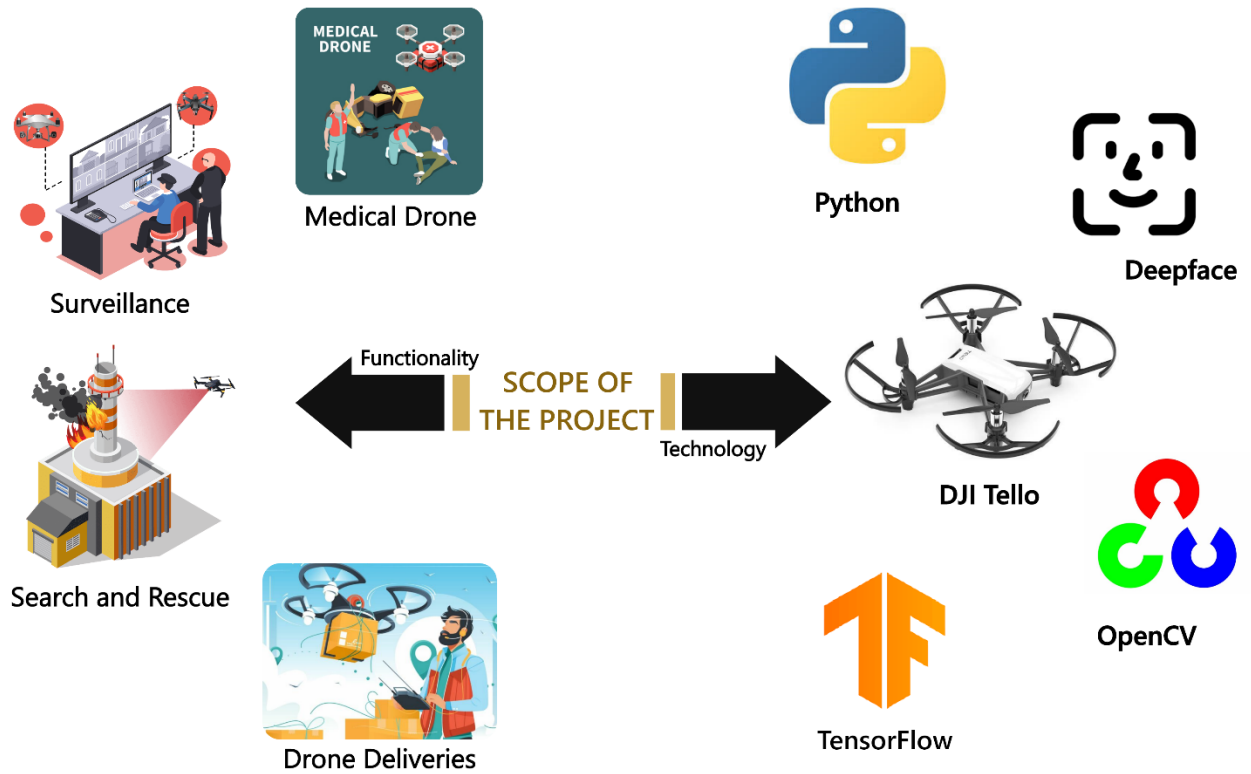 MEDICAL
DRONE
Medical Drone
Surveillance
Search and Rescue
Drone Deliveries
Functionality
SCOPE OF
THE PROJECT
Technology
Python
Deepface
DJI Tello
OpenCV
TensorFlow